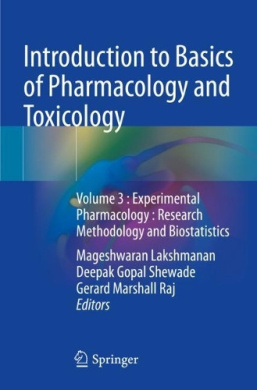 Introduction to Basics
of Pharmacology and
Toxicology
Volume 3 : Experimental
Pharmacology : Research
Methodology and Biostatistics
Mageshwaran Lakshmanan
Deepak Gopal Shewade
Gerard Marshall Raj
Editors
Springer